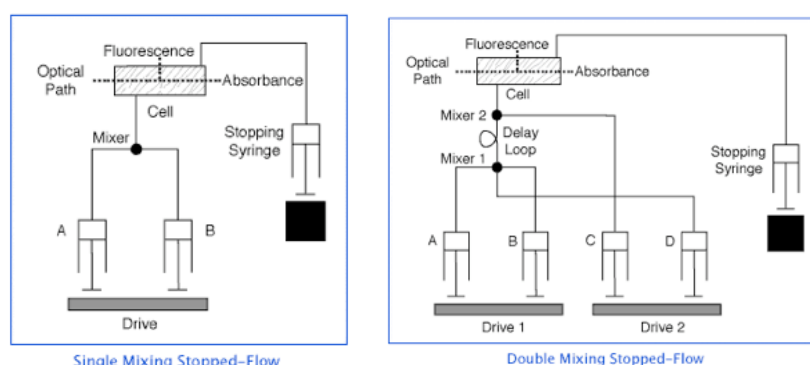 Fluorescence
Optical
Path
Absorbance
Cell
Mixer
Stopping
Syringe
A
B
Drive
Single Mixing Stopped-Flow
Fluorescence
Optical
Path
Absorbance
Cell
Mixer 2
Delay
Loop
Mixer 1
Stopping
Syringe
A
B
C
D
Drive 1
Drive 2
Double Mixing Stopped-Flow